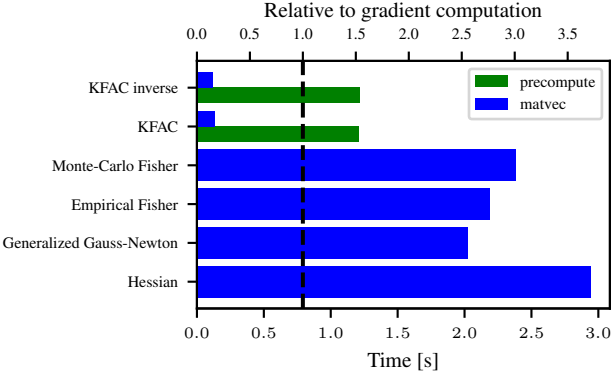 Relative to gradient computation
0.0 0.5 1.0 1.5 2.0 2.5 3.0 3.5
KFAC inverse
KFAC
Monte-Carlo Fisher
Empirical Fisher
Generalized Gauss-Newton
Hessian
precompute
matvec
0.0 0.5 1.0 1.5 2.0 2.5 3.0
Time [s]